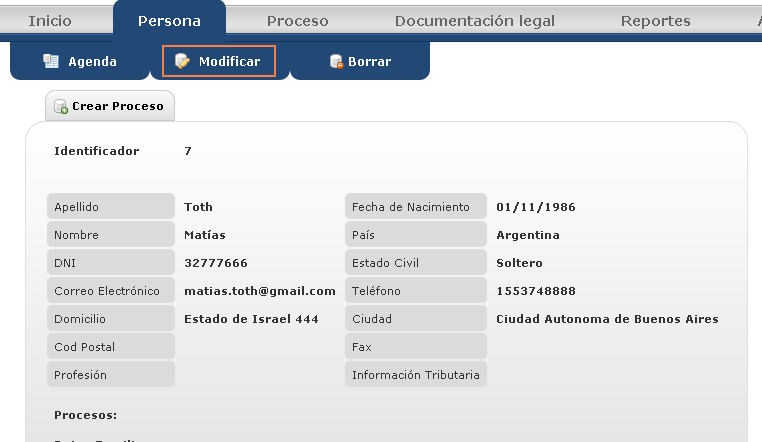 Inicio Persona Proceso Documentación legal Reportes
Agenda Modificar Borrar
Crear Proceso
Identificador 7
Apellido Toth Fecha de Nacimiento 01/11/1986
Nombre Matías País Argentina
DNI 32777666 Estado Civil Soltero
Correo Electrónico matias.toth@gmail.com Teléfono 1553748888
Domicilio Estado de Israel 444 Ciudad Ciudad Autonoma de Buenos Aires
Cod Postal Fax
Profesión Información Tributaria
Procesos: